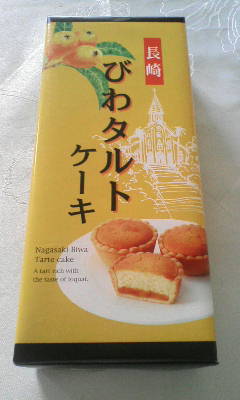 長崎
びわタルト
ケーキ
Nagasaki Biwa
Tarte cake
A tart rich with
the taste of loquat.